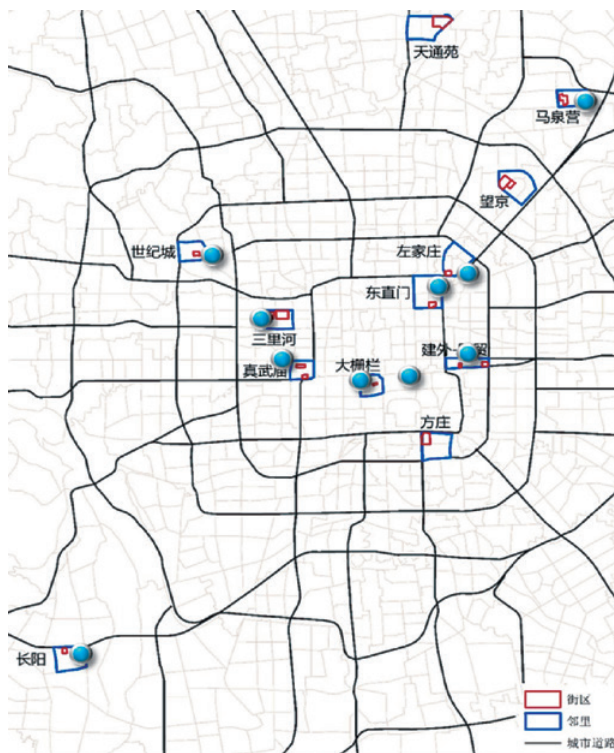 天通苑
马泉营
望京
世纪城
左家庄
东直门
三里河
建外
真武庙
大栅栏
方庄
长阳
街区
邻里
城市道路